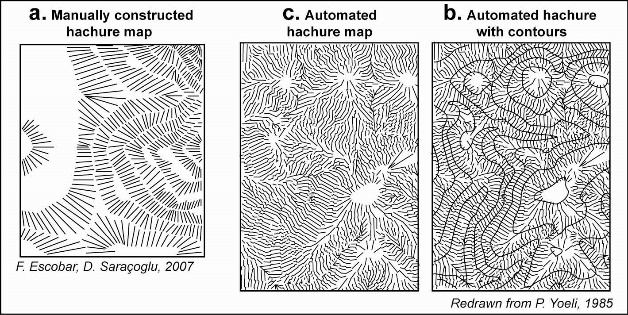 a. Manually constructed
hachure map
c. Automated
hachure map
b. Automated hachure
with contours
F. Escobar, D. Saraçoglu, 2007
Redrawn from P. Yoeli, 1985